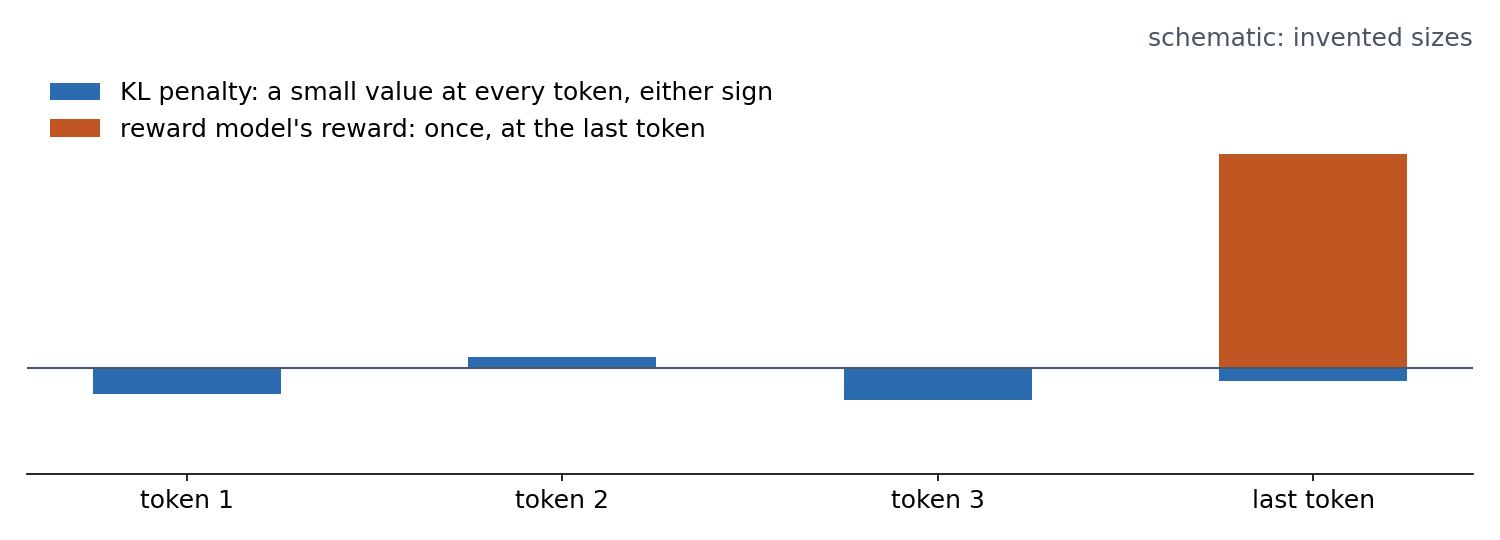 schematic: invented sizes
KL penalty: a small value at every token, either sign
reward model's reward: once, at the last token
token 1
token 2
token 3
last token